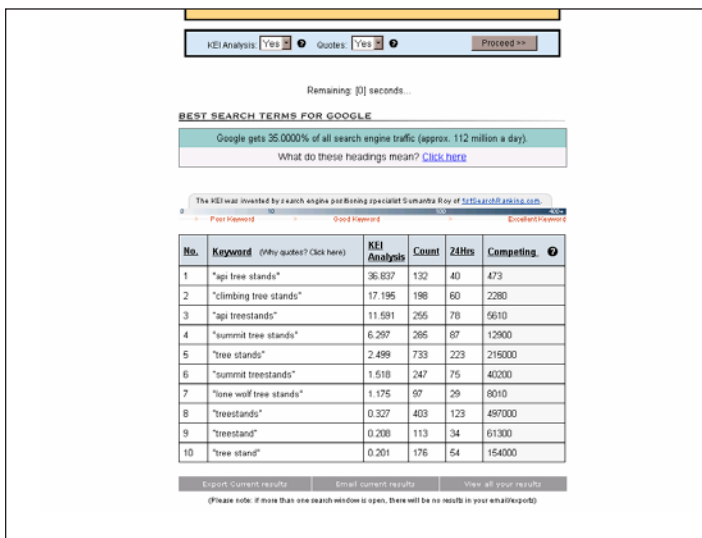 KEI Analysis: Yes ? Quotes: Yes ? Proceed >>
Remaining: [0] seconds...
BEST SEARCH TERMS FOR GOOGLE
Google gets 35.0000% of all search engine traffic (approx. 112 million a day).
What do these headings mean? Click here
The KEI was invented by search engine positioning specialist Sumantra Roy of 1stSearchRanking.com.
0 10 100 400+
> Poor Keyword > Good Keyword > Excellent Keyword
No. Keyword (Why quotes? Click here) KEI Analysis Count 24Hrs Competing ?
1 "api tree stands" 36.837 132 40 473
2 "climbing tree stands" 17.195 198 60 2280
3 "api treestands" 11.591 255 78 5610
4 "summit tree stands" 6.297 285 87 12900
5 "tree stands" 2.499 733 223 215000
6 "summit treestands" 1.518 247 75 40200
7 "lone wolf tree stands" 1.175 97 29 8010
8 "treestands" 0.327 403 123 497000
9 "treestand" 0.208 113 34 61300
10 "tree stand" 0.201 176 54 154000
Export Current results Email current results View all your results
(Please note: if more than one search window is open, there will be no results in your email/exports)